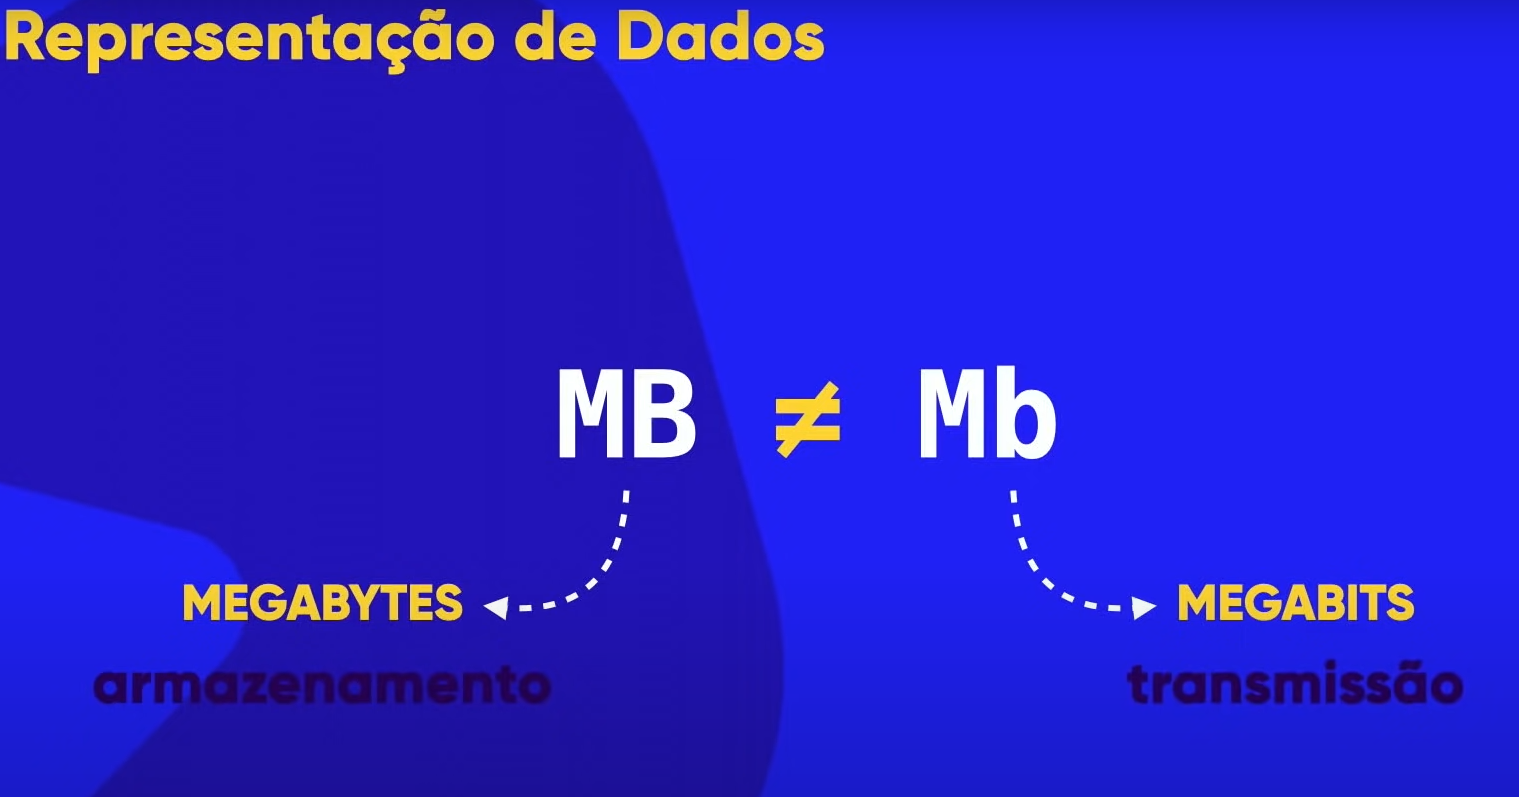 Representação de Dados
MB ≠ Mb
MEGABYTES
MEGABITS
armazenamento
transmissão